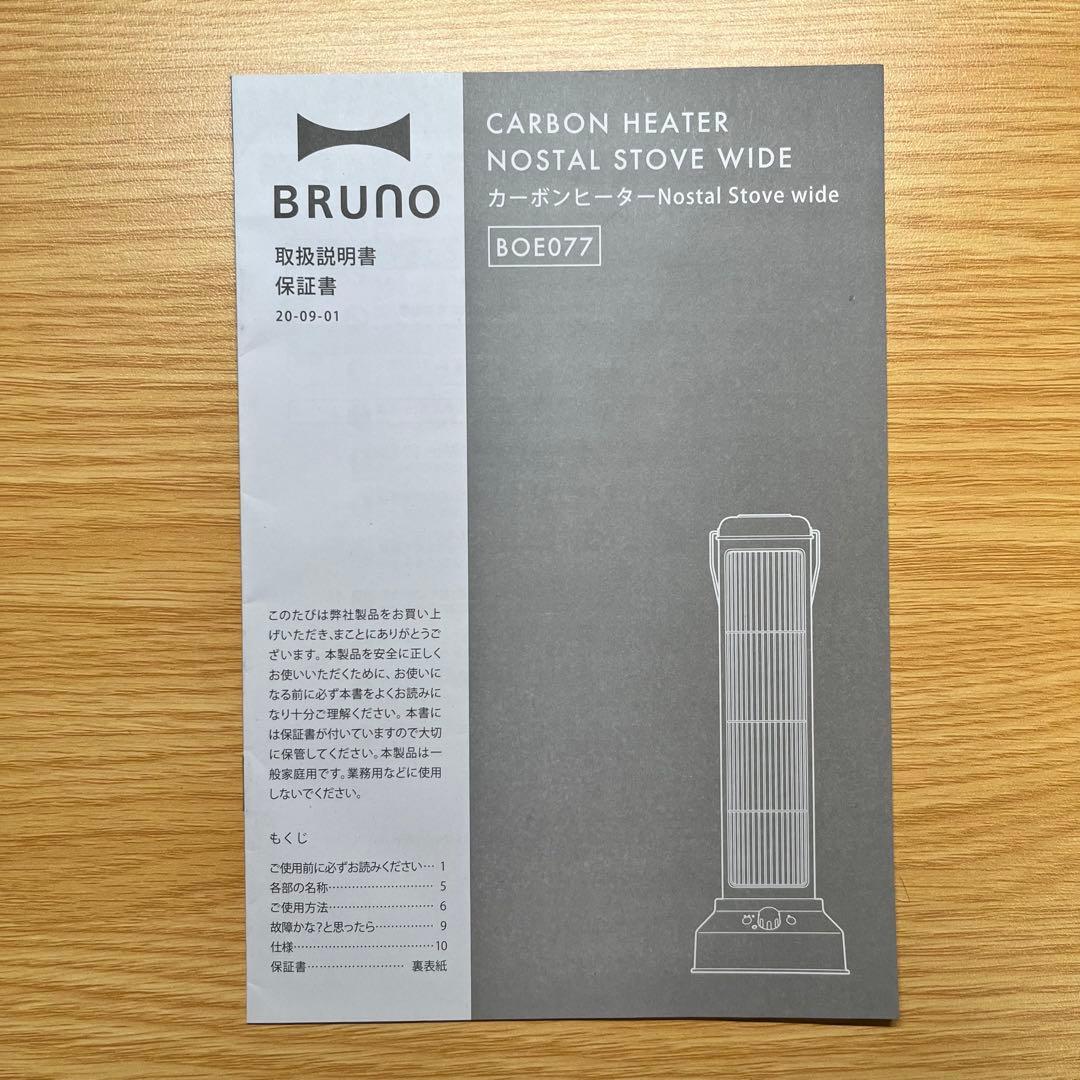 BRUNO
取扱説明書
保証書
20-09-01
このたびは弊社製品をお買い上
げいただき、まことにありがとうご
ざいます。本製品を安全に正しく
お使いいただくために、お使いに
なる前に必ず本書をよくお読みに
なり十分ご理解ください。本書に
は保証書が付いていますので大切
に保管してください。本製品は一
般家庭用です。業務用などに使用
しないでください。
もくじ
ご使用前に必ずお読みください… 1
各部の名称……………………… 5
ご使用方法……………………… 6
故障かな?と思ったら…………… 9
仕様………………………………10
保証書…………………… 裏表紙
CARBON HEATER
NOSTAL STOVE WIDE
カーボンヒーターNostal Stove wide
BOE077